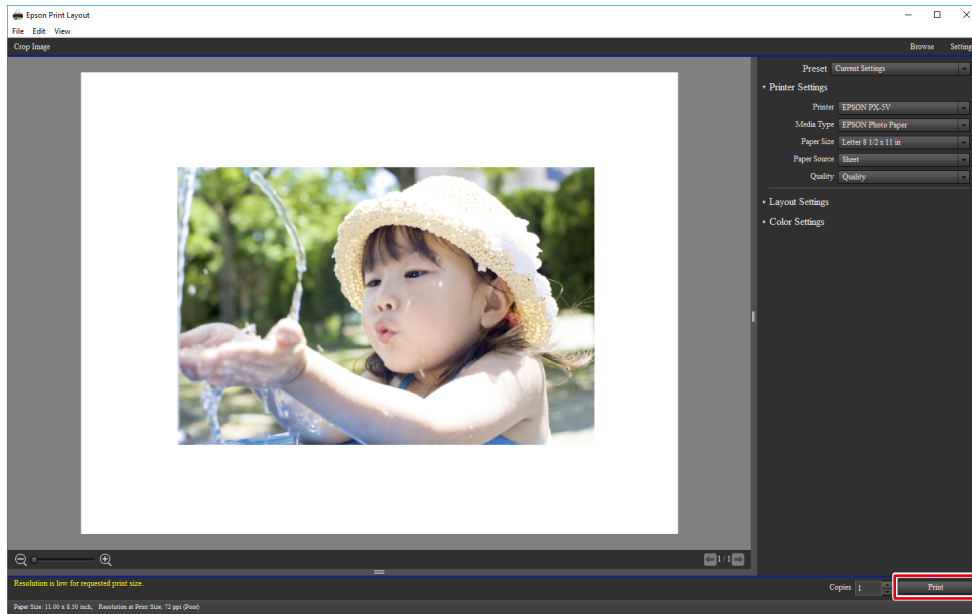 Epson Print Layout
File Edit View
Crop Image Browse Setting
Preset Current Settings
Printer Settings
Printer EPSON PX-5V
Media Type EPSON Photo Paper
Paper Size Letter 8 1/2 x 11 in
Paper Source Sheet
Quality Quality
Layout Settings
Color Settings
1 / 1
Resolution is low for requested print size.
Copies 1 Print
Paper Size: 11.00 x 8.50 inch, Resolution at Print Size: 72 ppi (Poor)